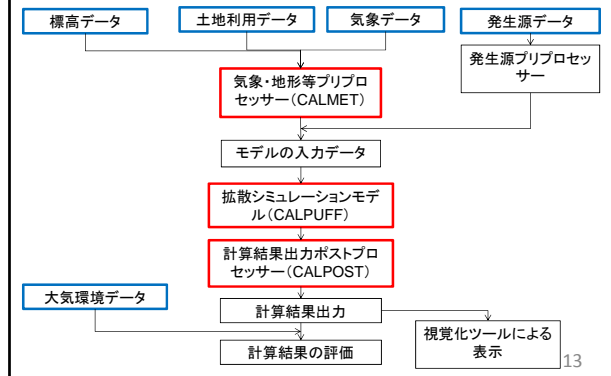 標高データ
土地利用データ
気象データ
発生源データ
気象・地形等プリプロ
セッサー(CALMET)
発生源プリプロセッ
サー
モデルの入力データ
拡散シミュレーションモデ
ル(CALPUFF)
計算結果出力ポストプロ
セッサー(CALPOST)
大気環境データ
計算結果出力
視覚化ツールによる
表示
計算結果の評価
13